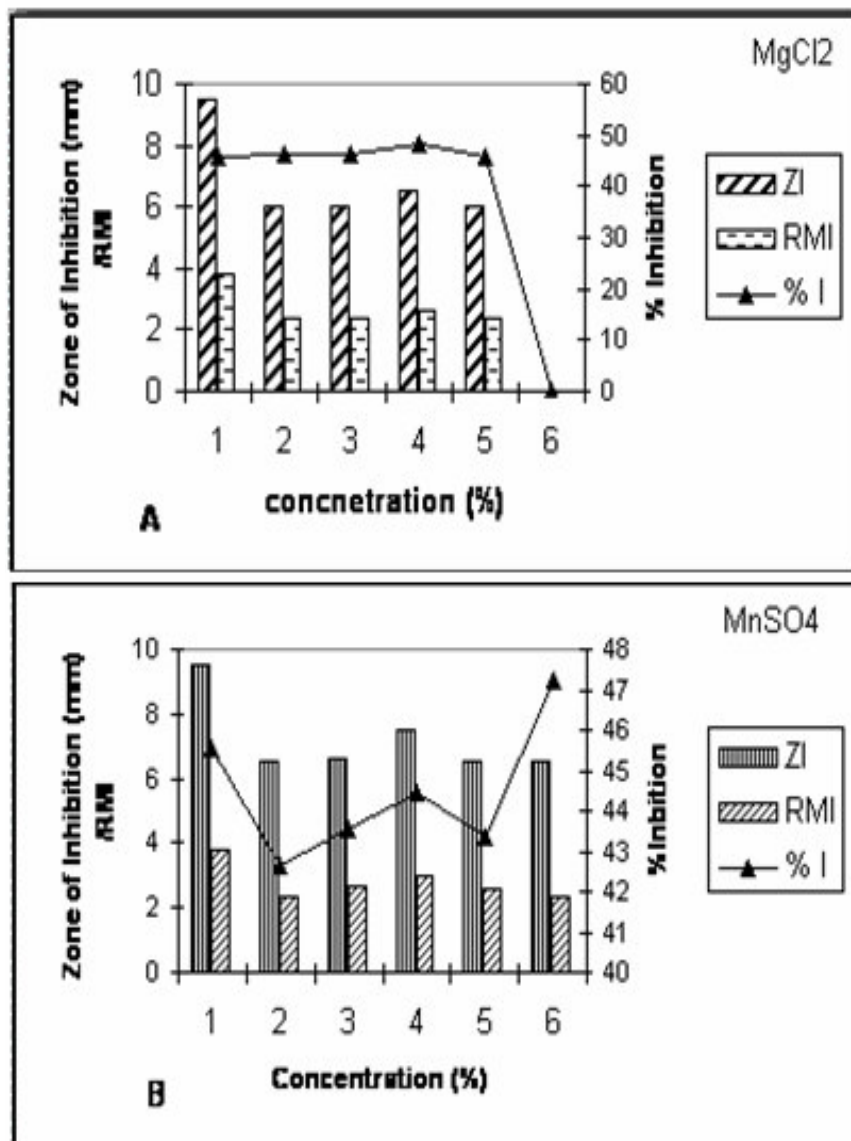 MgCl2
Zone of Inhibition (mm)
/RMI
10
8
6
4
2
0
60
50
40
30
20
10
0
% Inhibition
1 2 3 4 5 6
concnetration (%)
A
ZI
RMI
% I
MnSO4
Zone of Inhibition (mm)
/RMI
10
8
6
4
2
0
48
47
46
45
44
43
42
41
40
% Inbition
1 2 3 4 5 6
Concentration (%)
B
ZI
RMI
% I